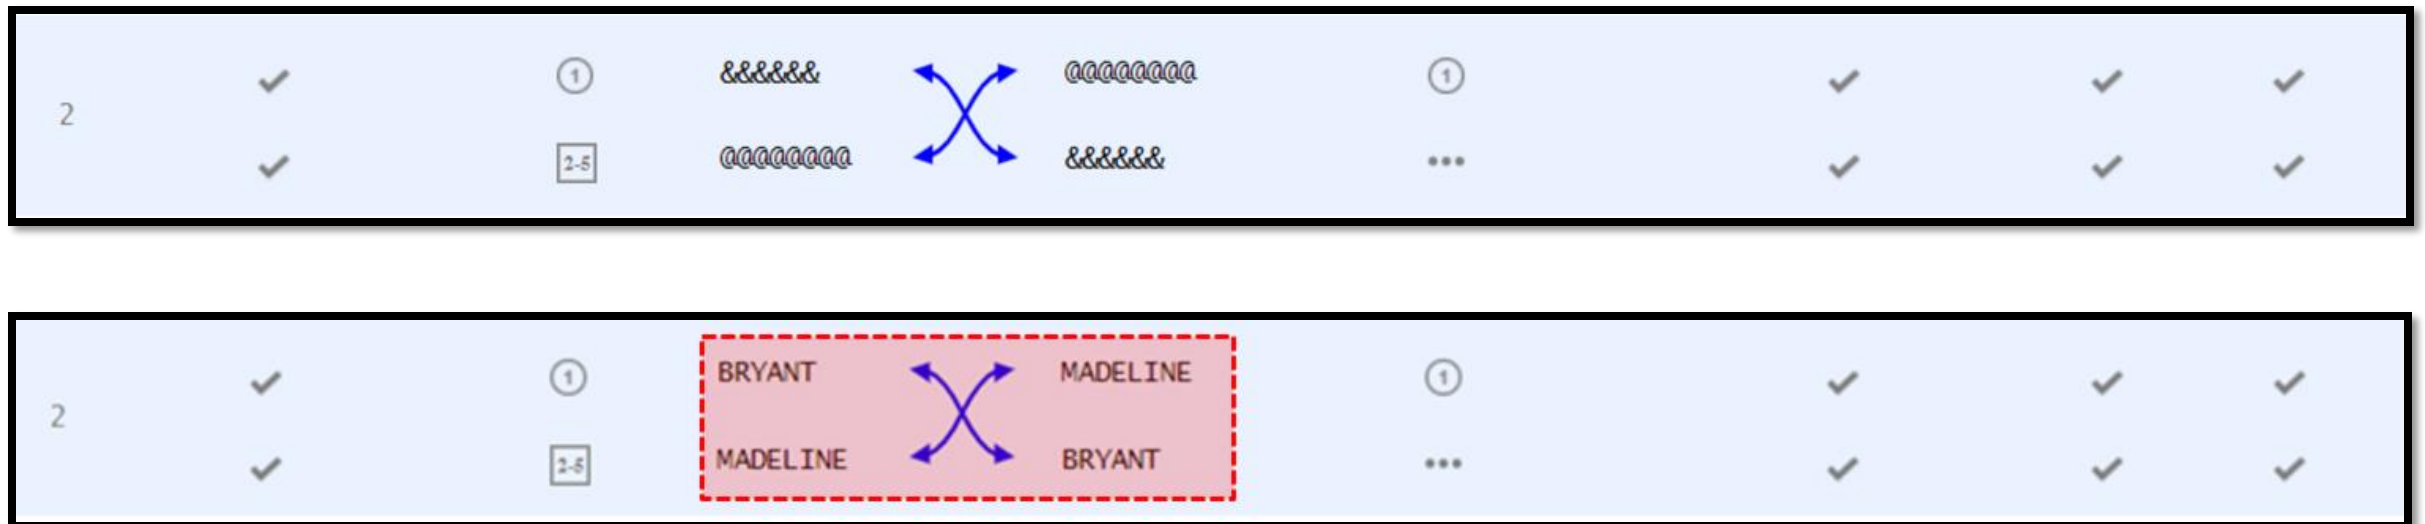 ① &&&&&& @@@@@@@@ ①
2
2-5 @@@@@@@@ &&&&&& •••
① BRYANT MADELINE ①
2
2-5 MADELINE BRYANT •••